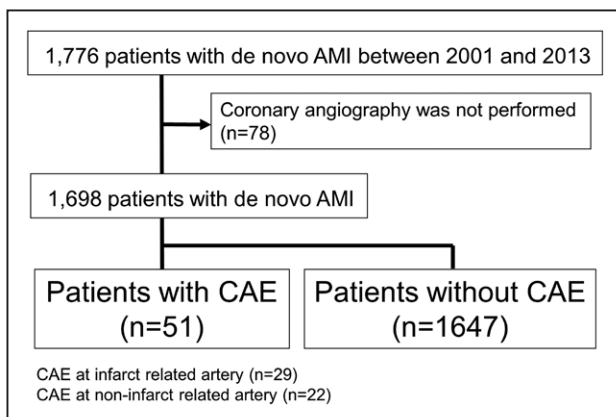 1,776 patients with de novo AMI between 2001 and 2013
Coronary angiography was not performed
(n=78)
1,698 patients with de novo AMI
Patients with CAE
(n=51)
Patients without CAE
(n=1647)
CAE at infarct related artery (n=29)
CAE at non-infarct related artery (n=22)